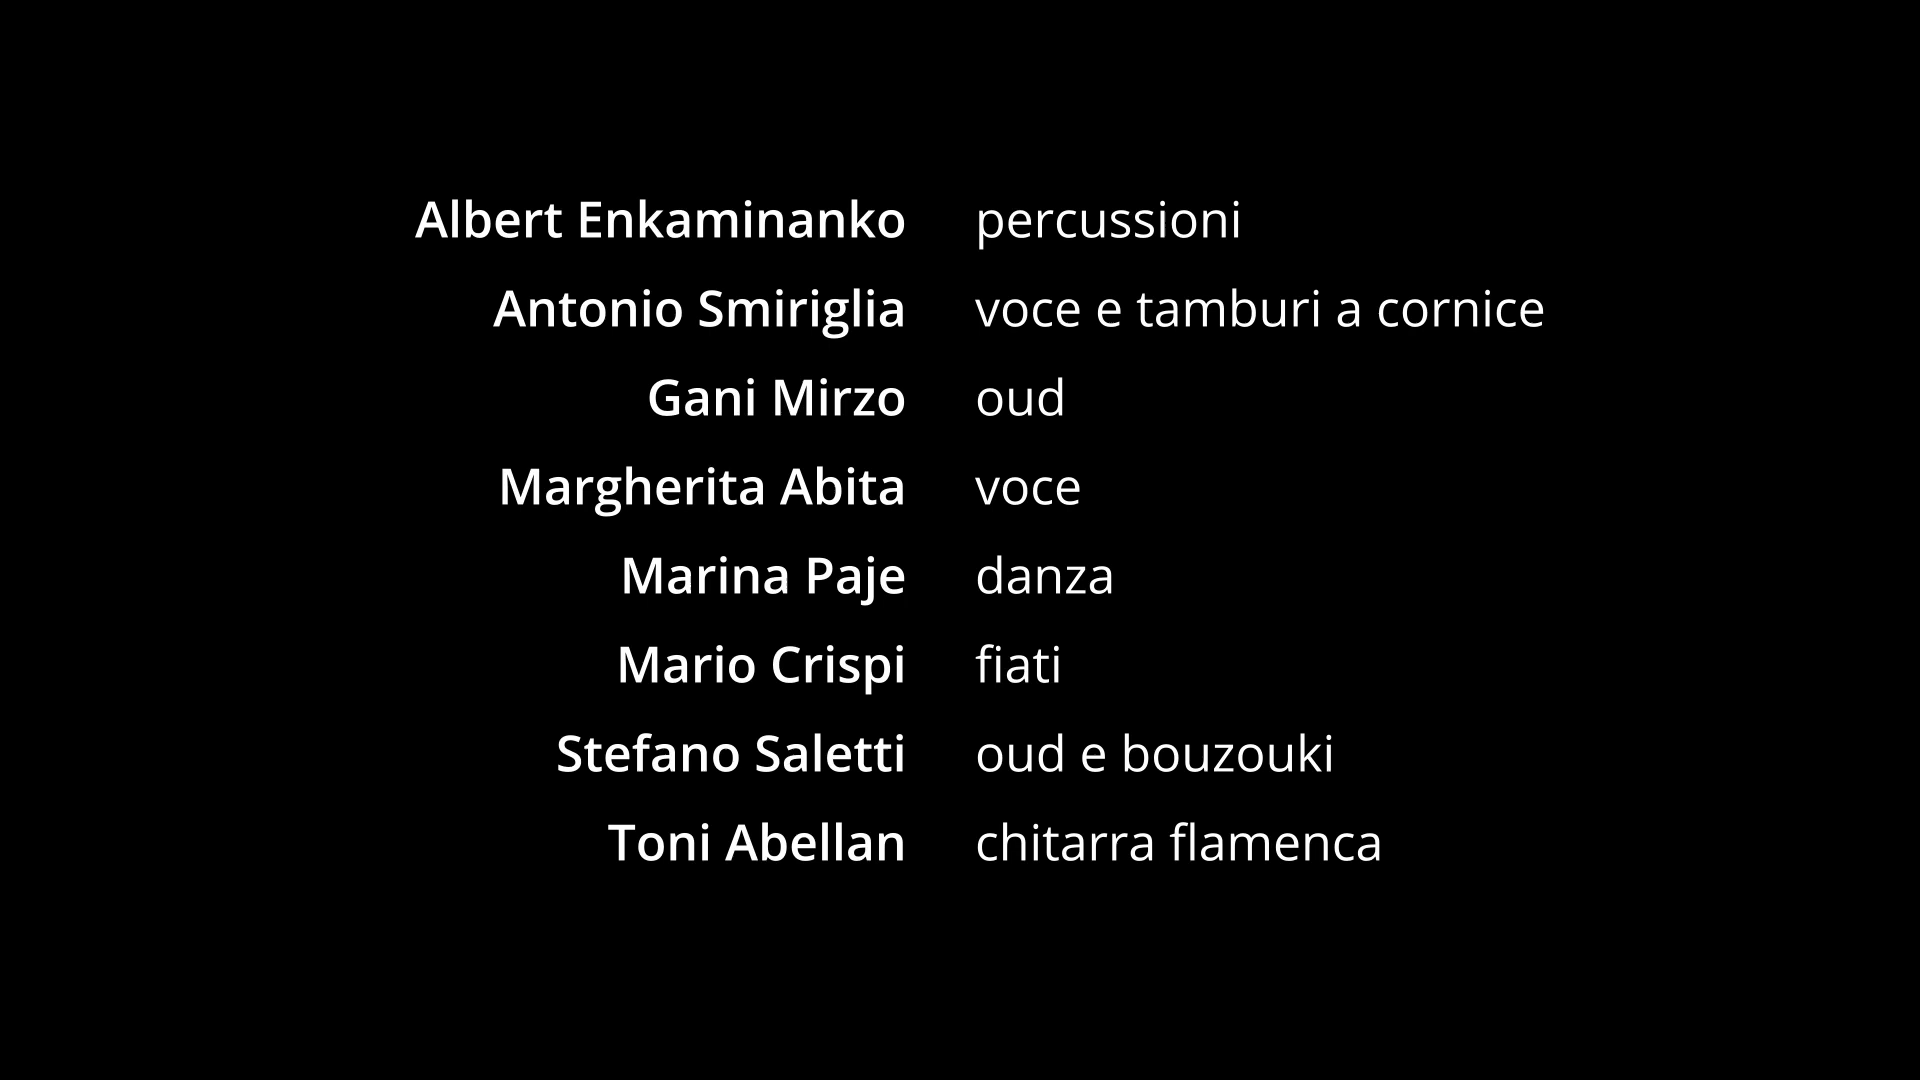 Albert Enkaminanko percussioni
Antonio Smiriglia voce e tamburi a cornice
Gani Mirzo oud
Margherita Abita voce
Marina Paje danza
Mario Crispi fiati
Stefano Saletti oud e bouzouki
Toni Abellan chitarra flamenca